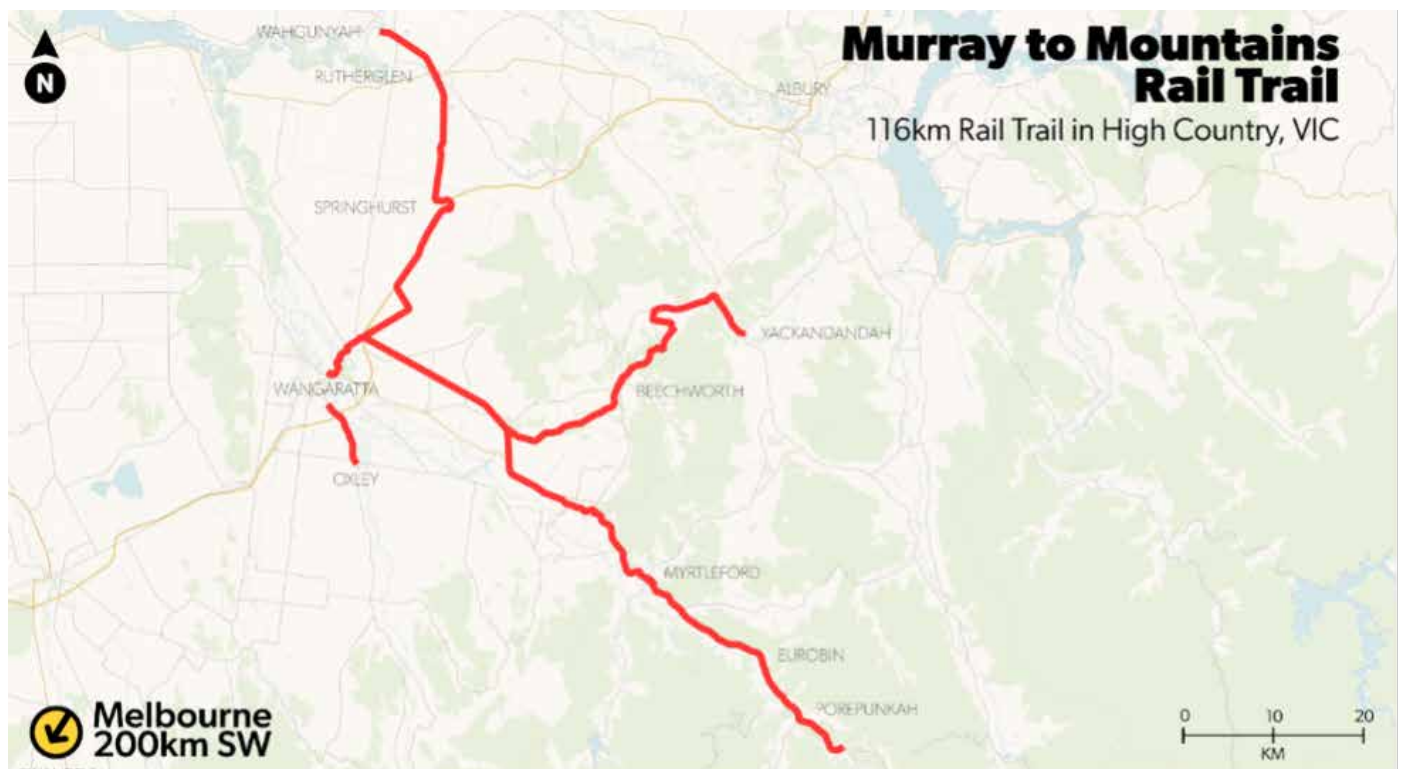 Murray to Mountains
Rail Trail
116km Rail Trail in High Country, VIC
N
WAHGUNYAH
RUTHERGLEN
ALBURY
SPRINGHURST
YACKANDANDAH
WANGARATTA
BEECHWORTH
OXLEY
MYRTLEFORD
EUROBIN
POREPUNKAH
Melbourne
200km SW
0 10 20
KM